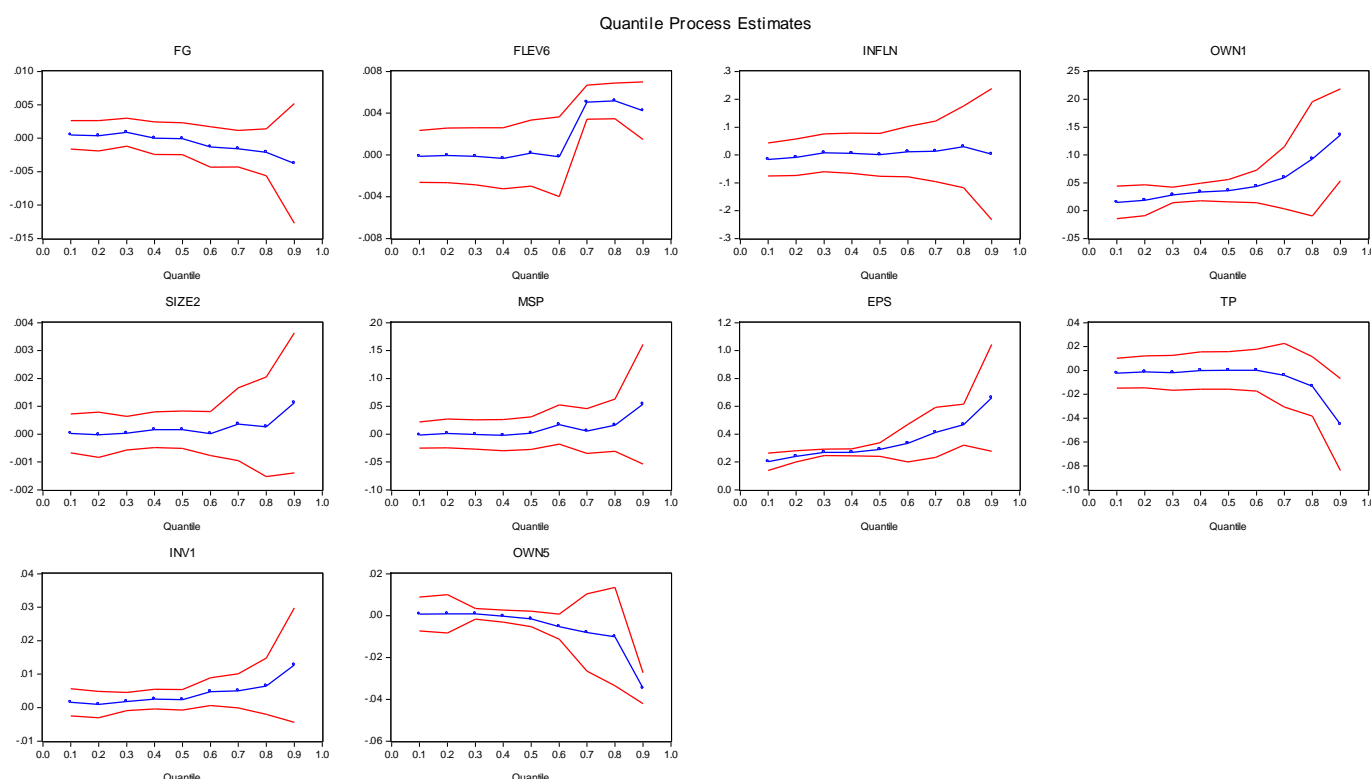 Quantile Process Estimates
FG
.010
.005
.000
-.005
-.010
-.015
0.0 0.1 0.2 0.3 0.4 0.5 0.6 0.7 0.8 0.9 1.0
Quantile
FLEV6
.008
.004
.000
-.004
-.008
0.0 0.1 0.2 0.3 0.4 0.5 0.6 0.7 0.8 0.9 1.0
Quantile
INFLN
.3
.2
.1
.0
-.1
-.2
-.3
0.0 0.1 0.2 0.3 0.4 0.5 0.6 0.7 0.8 0.9 1.0
Quantile
OWN1
.25
.20
.15
.10
.05
.00
-.05
0.0 0.1 0.2 0.3 0.4 0.5 0.6 0.7 0.8 0.9 1.0
Quantile
SIZE2
.004
.003
.002
.001
.000
-.001
-.002
0.0 0.1 0.2 0.3 0.4 0.5 0.6 0.7 0.8 0.9 1.0
Quantile
MSP
.20
.15
.10
.05
.00
-.05
-.10
0.0 0.1 0.2 0.3 0.4 0.5 0.6 0.7 0.8 0.9 1.0
Quantile
EPS
1.2
1.0
0.8
0.6
0.4
0.2
0.0
0.0 0.1 0.2 0.3 0.4 0.5 0.6 0.7 0.8 0.9 1.0
Quantile
TP
.04
.02
.00
-.02
-.04
-.06
-.08
-.10
0.0 0.1 0.2 0.3 0.4 0.5 0.6 0.7 0.8 0.9 1.0
Quantile
INV1
.04
.03
.02
.01
.00
-.01
0.0 0.1 0.2 0.3 0.4 0.5 0.6 0.7 0.8 0.9 1.0
Quantile
OWN5
.02
.00
-.02
-.04
-.06
0.0 0.1 0.2 0.3 0.4 0.5 0.6 0.7 0.8 0.9 1.0
Quantile